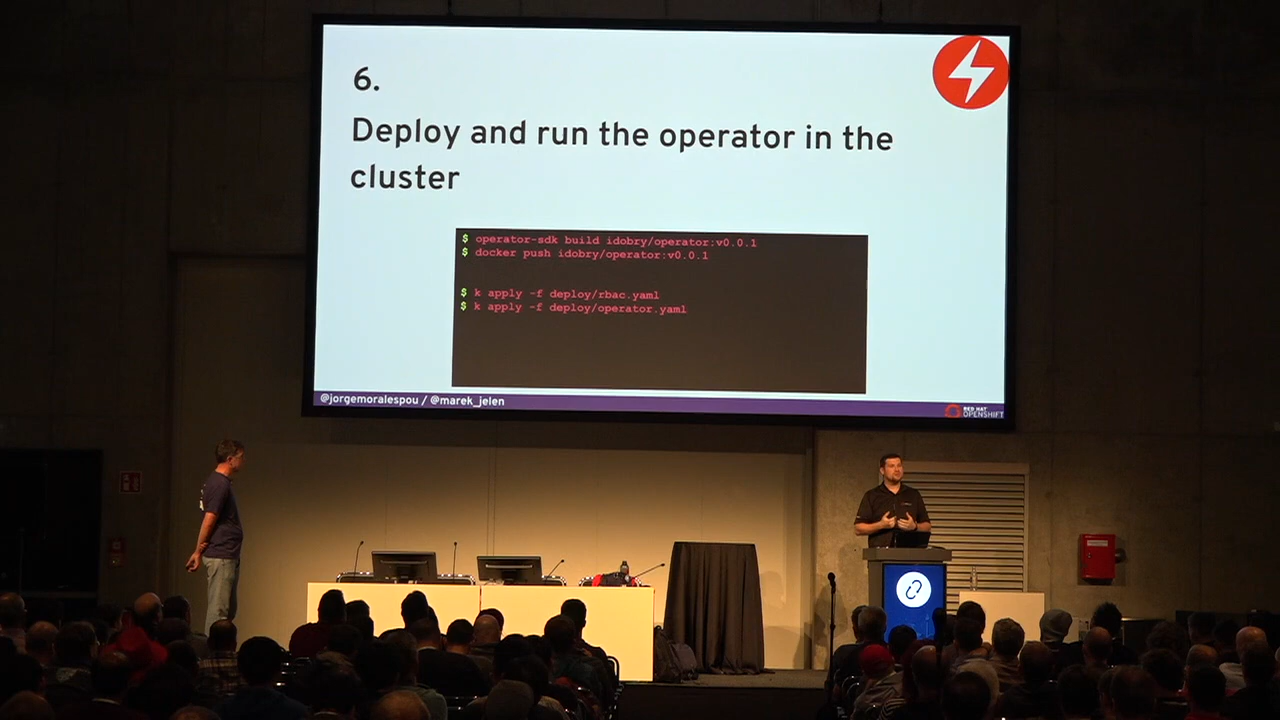 6.
Deploy and run the operator in the
cluster
$ operator-sdk build idobry/operator:v0.0.1
$ docker push idobry/operator:v0.0.1
$ k apply -f deploy/rbac.yaml
$ k apply -f deploy/operator.yaml
@jorgemoralespou / @marek_jelen
RED HAT
OPENSHIFT